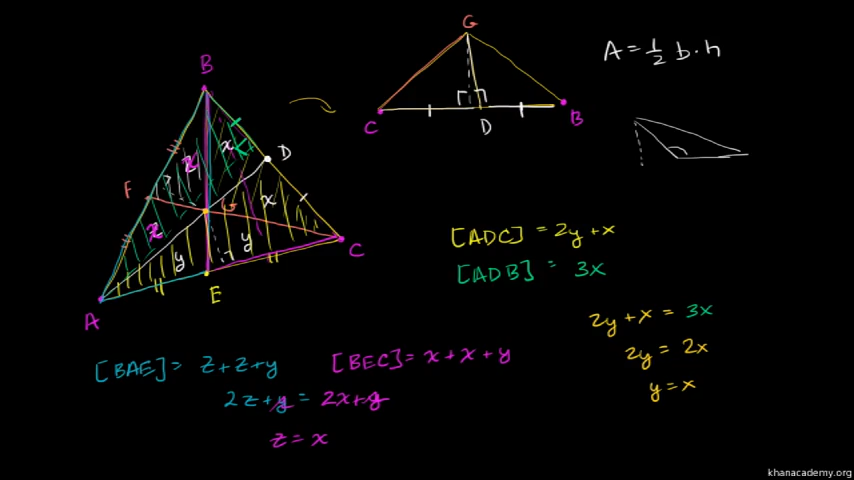 G
A = 1/2 b · h
B
C
D
B
D
x
z
F
G
x
z
y
y
C
E
A
[ADC] = 2y + x
[ADB] = 3x
2y + x = 3x
2y = 2x
y = x
[BAE] = z + z + y
[BEC] = x + x + y
2z + y = 2x + y
z = x
khanacademy.org